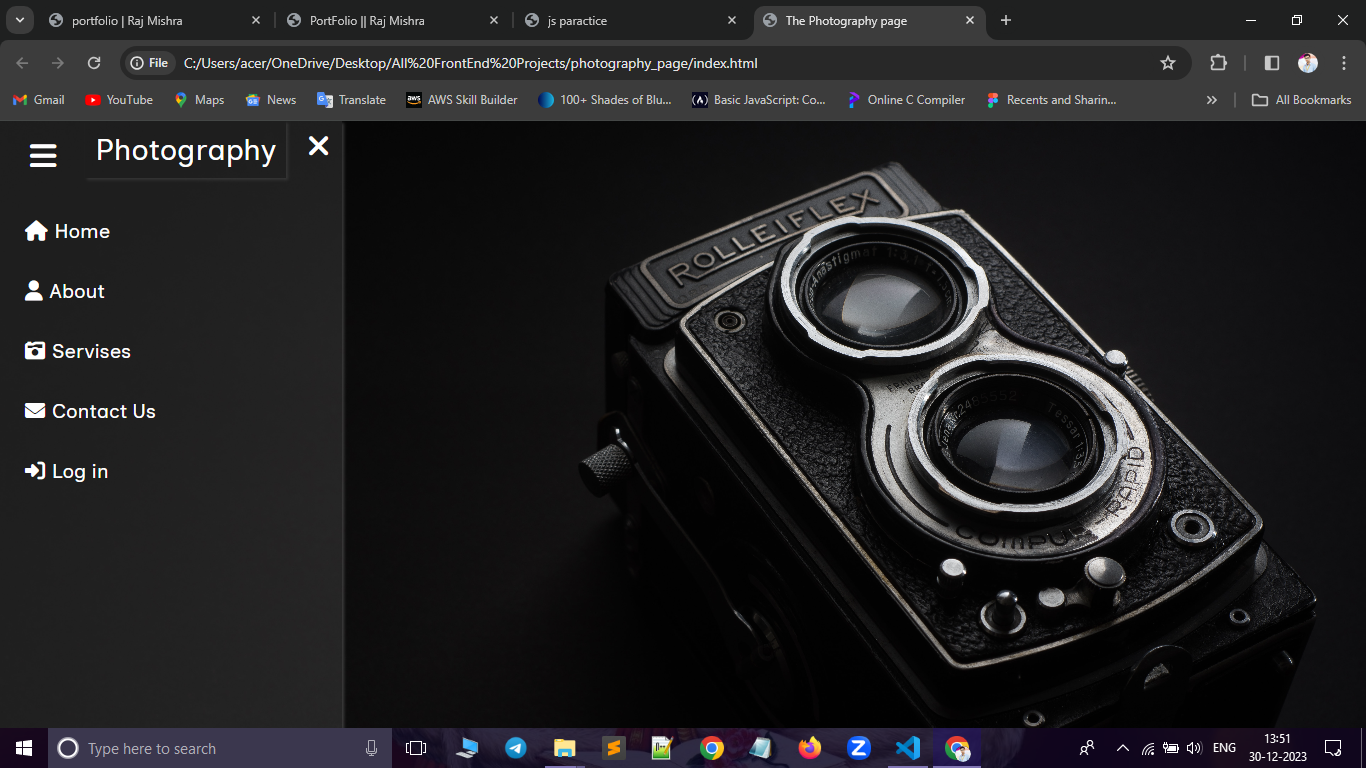 portfolio | Raj Mishra
PortFolio || Raj Mishra
js paractice
The Photography page
File C:/Users/acer/OneDrive/Desktop/All%20FrontEnd%20Projects/photography_page/index.html
Gmail YouTube Maps News Translate aws AWS Skill Builder 100+ Shades of Blu... Basic JavaScript: Co... Online C Compiler Recents and Sharin... All Bookmarks
Photography
Home
About
Servises
Contact Us
Log in
ROLLEIFLEX
COMPUR-RAPID
Type here to search
ENG
13:51
30-12-2023